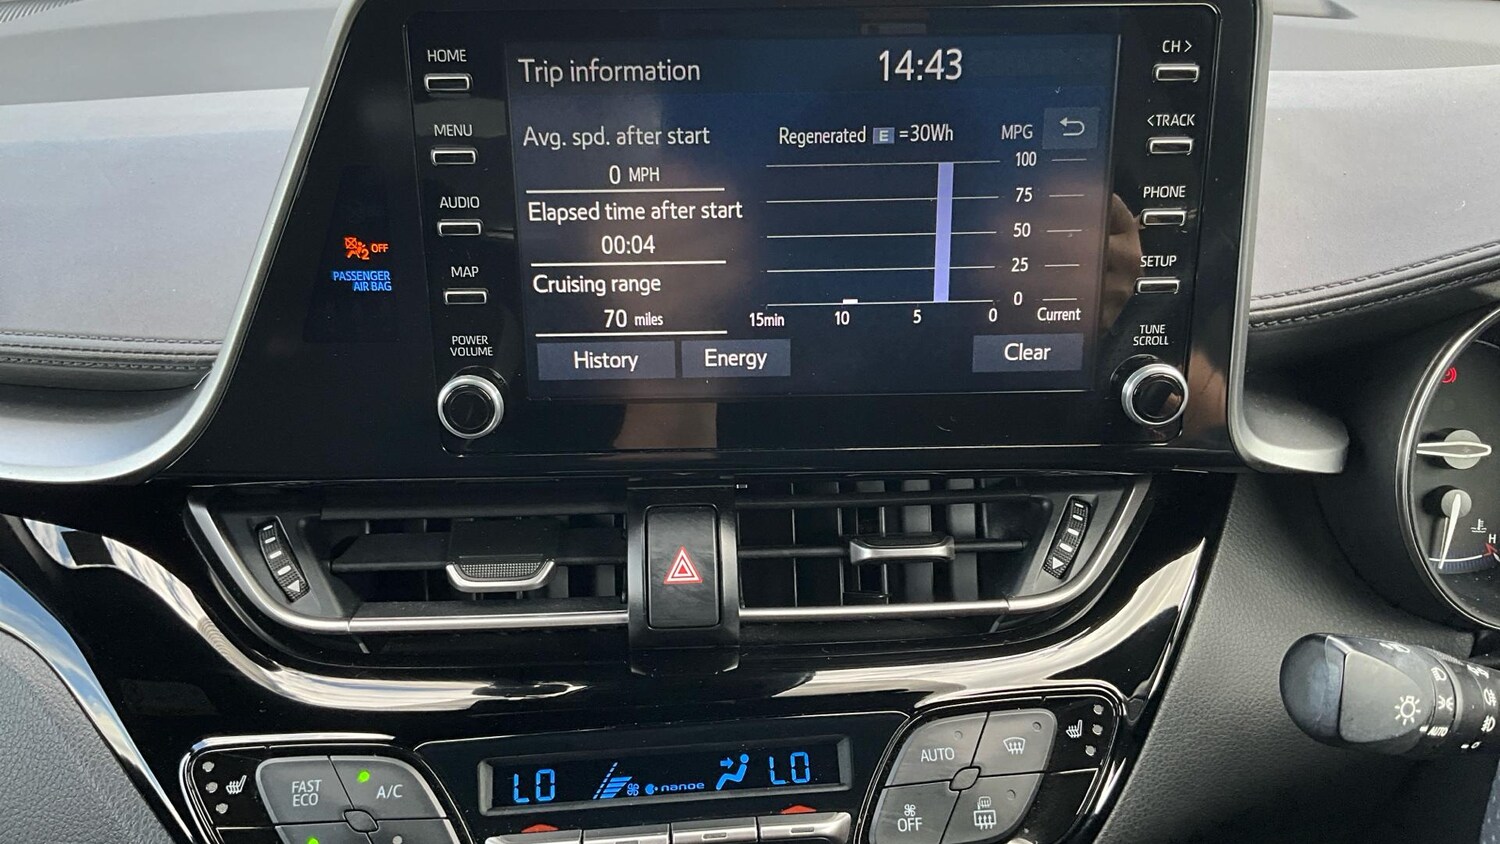 HOME
MENU
AUDIO
MAP
POWER
VOLUME
2 OFF
PASSENGER
AIR BAG
Trip information
14:43
Avg. spd. after start
0 MPH
Elapsed time after start
00:04
Cruising range
70 miles
Regenerated E =30Wh
MPG
100
75
50
25
0
15min 10 5 0 Current
History
Energy
Clear
CH >
<TRACK
PHONE
SETUP
TUNE
SCROLL
H
FAST
ECO
A/C
LO
nanoe
LO
AUTO
OFF
AUTO